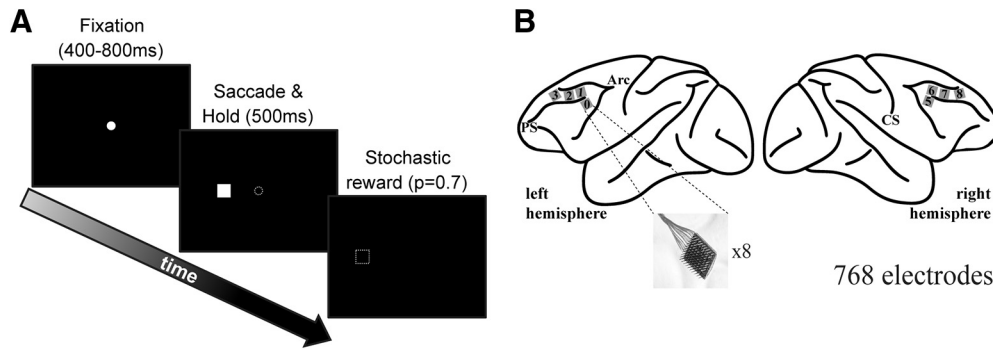 A
Fixation
(400-800ms)
Saccade &
Hold (500ms)
Stochastic
reward (p=0.7)
time
B
Arc
3 2 1
0
PS
left
hemisphere
x8
6 7 8
5
CS
right
hemisphere
768 electrodes